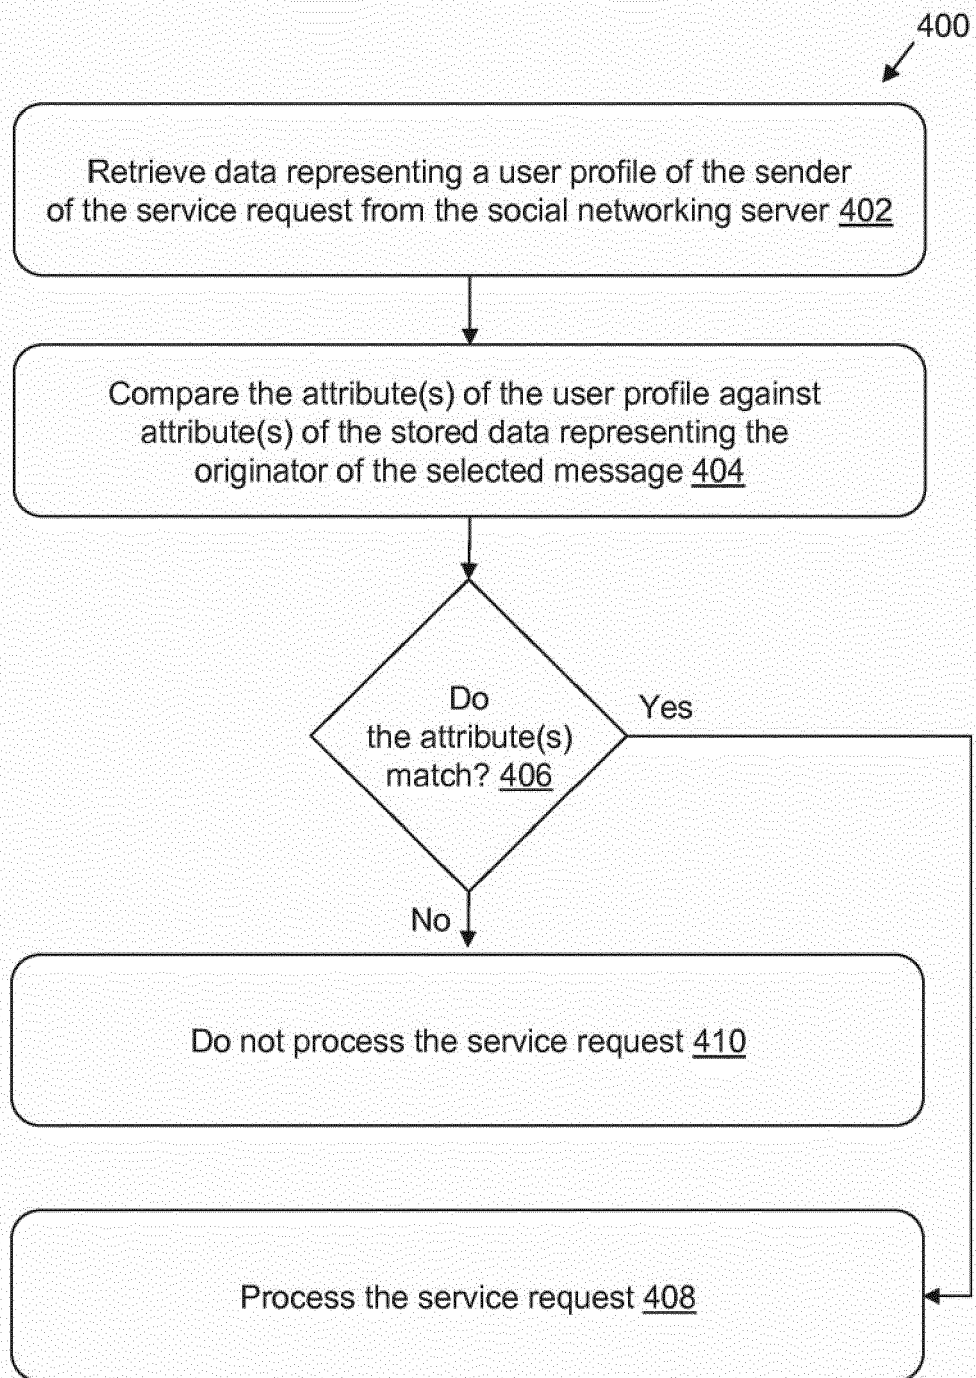 400
Retrieve data representing a user profile of the sender
of the service request from the social networking server 402
Compare the attribute(s) of the user profile against
attribute(s) of the stored data representing the
originator of the selected message 404
Do
the attribute(s)
match? 406
Yes
No
Do not process the service request 410
Process the service request 408